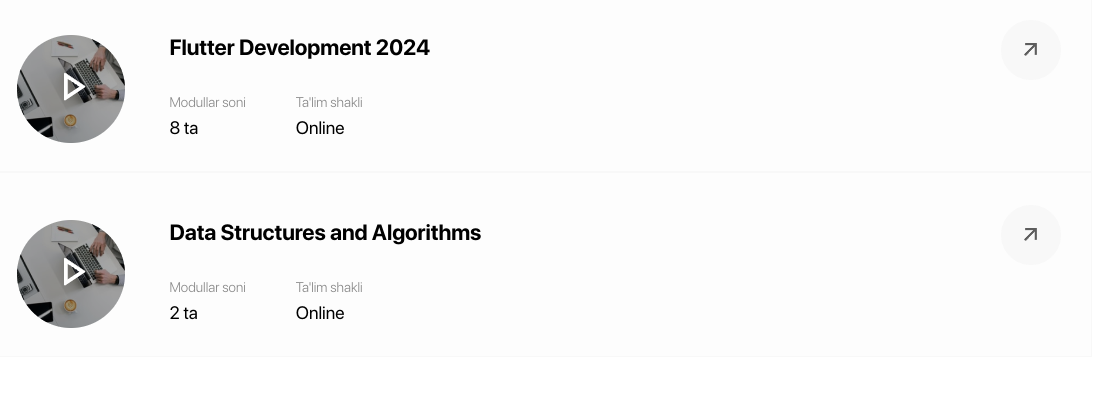 Flutter Development 2024
Modullar soni Ta'lim shakli
8 ta Online
Data Structures and Algorithms
Modullar soni Ta'lim shakli
2 ta Online